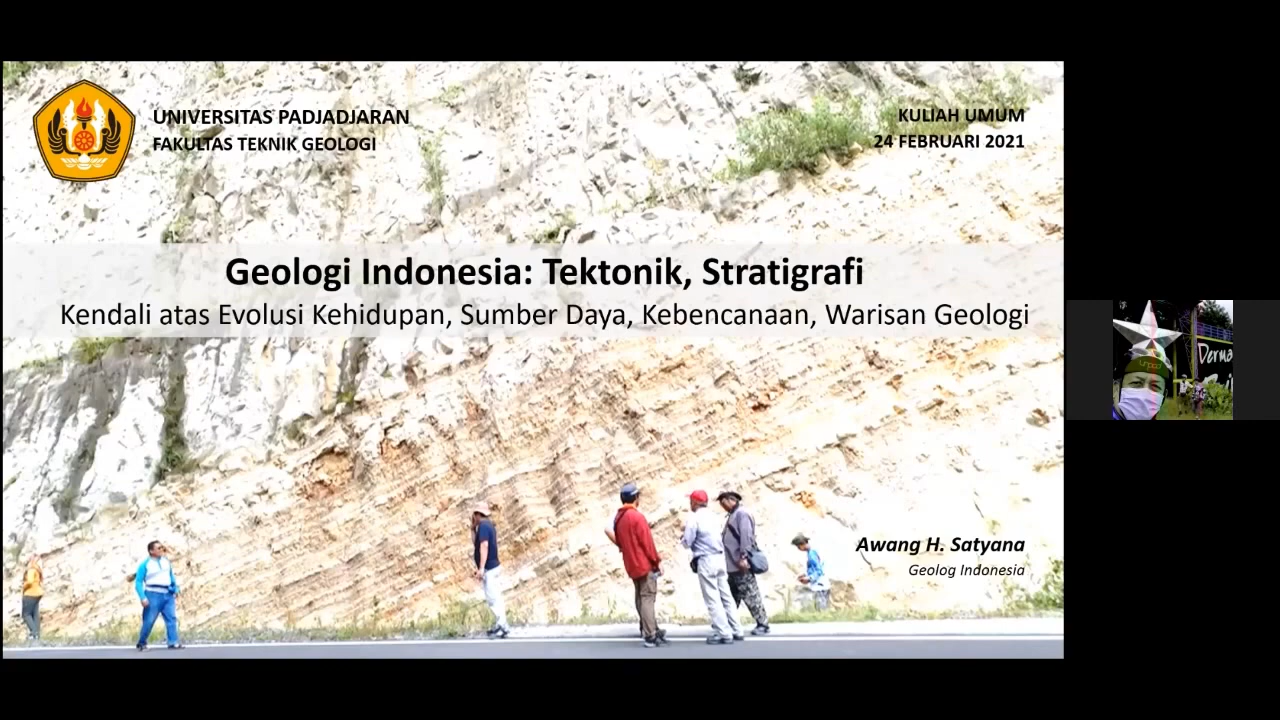 UNIVERSITAS PADJADJARAN
FAKULTAS TEKNIK GEOLOGI
KULIAH UMUM
24 FEBRUARI 2021
Geologi Indonesia: Tektonik, Stratigrafi
Kendali atas Evolusi Kehidupan, Sumber Daya, Kebencanaan, Warisan Geologi
Awang H. Satyana
Geolog Indonesia